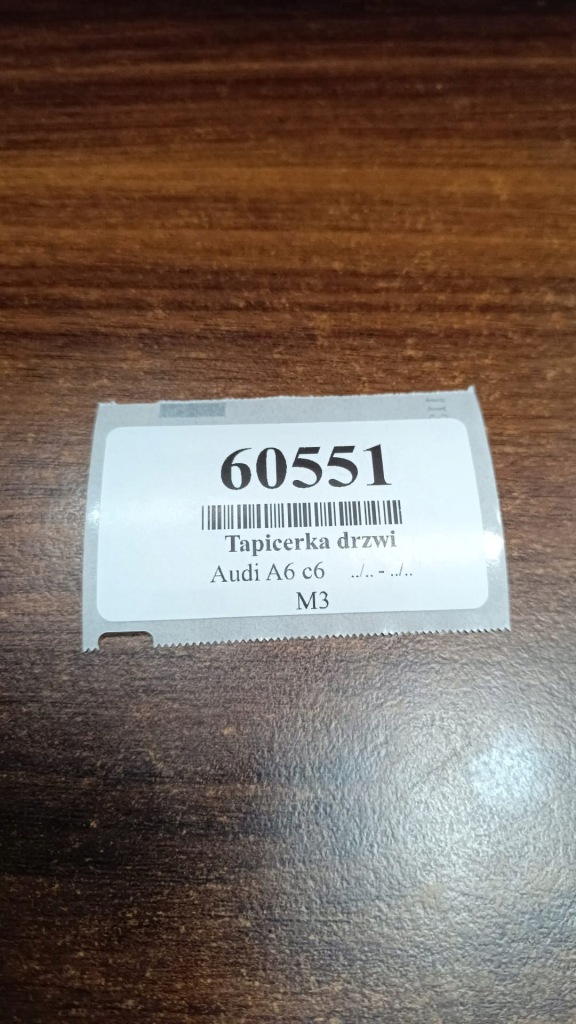 60551
Tapicerka drzwi
Audi A6 c6 ../.. - ../..
M3